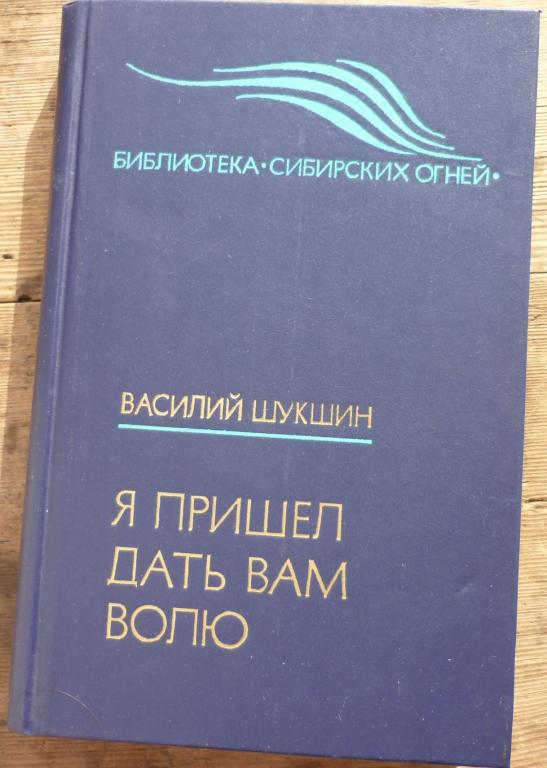 БИБЛИОТЕКА•СИБИРСКИХ ОГНЕЙ•
ВАСИЛИЙ ШУКШИН
Я ПРИШЕЛ
ДАТЬ ВАМ
ВОЛЮ